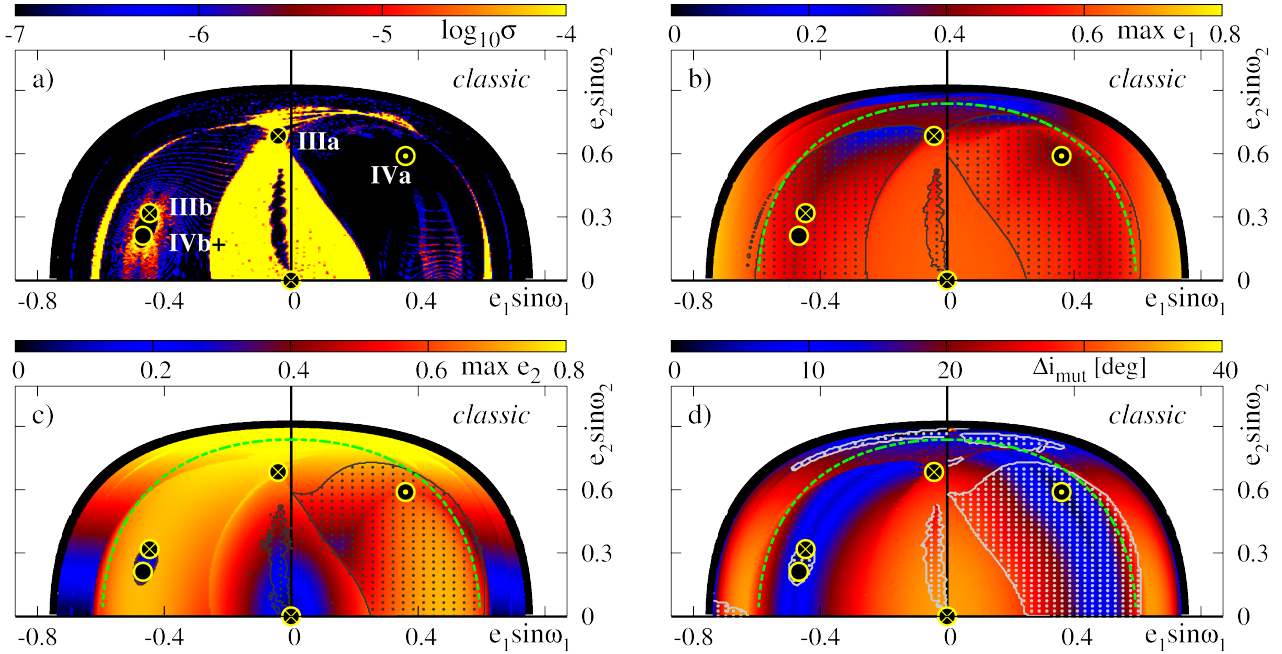 -7 -6 -5 log10σ -4
a) classic
IIIa
IVa
IIIb
IVb+
-0.8 -0.4 0 0.4 e1sinω1
0 0.3 0.6 e2sinω2
0 0.2 0.4 0.6 max e1 0.8
b) classic
-0.8 -0.4 0 0.4 e1sinω1
0 0.3 0.6 e2sinω2
0 0.2 0.4 max e2 0.6 0.8
c) classic
-0.8 -0.4 0 0.4 e1sinω1
0 0.3 0.6 e2sinω2
0 10 20 Δimut [deg] 40
d) classic
-0.8 -0.4 0 0.4 e1sinω1
0 0.3 0.6 e2sinω2